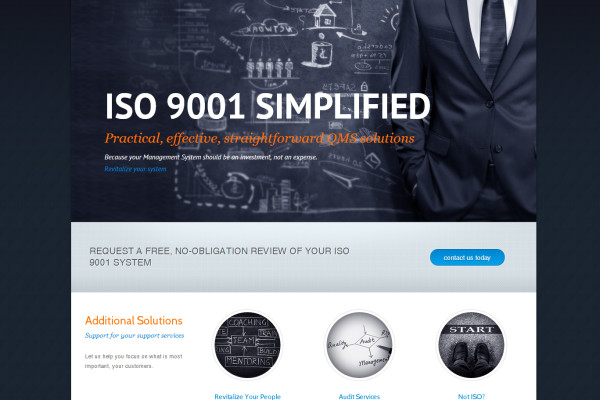 ISO 9001 SIMPLIFIED
Practical, effective, straightforward QMS solutions
Because your Management System should be an investment, not an expense.
Revitalize your system
REQUEST A FREE, NO-OBLIGATION REVIEW OF YOUR ISO
9001 SYSTEM
contact us today
Additional Solutions
Support for your support services
Let us help you focus on what is most
important, your customers.
COACHING
TEAM
MENTORING
Revitalize Your People
Quality
Audit
Management
Audit Services
START
Not ISO?